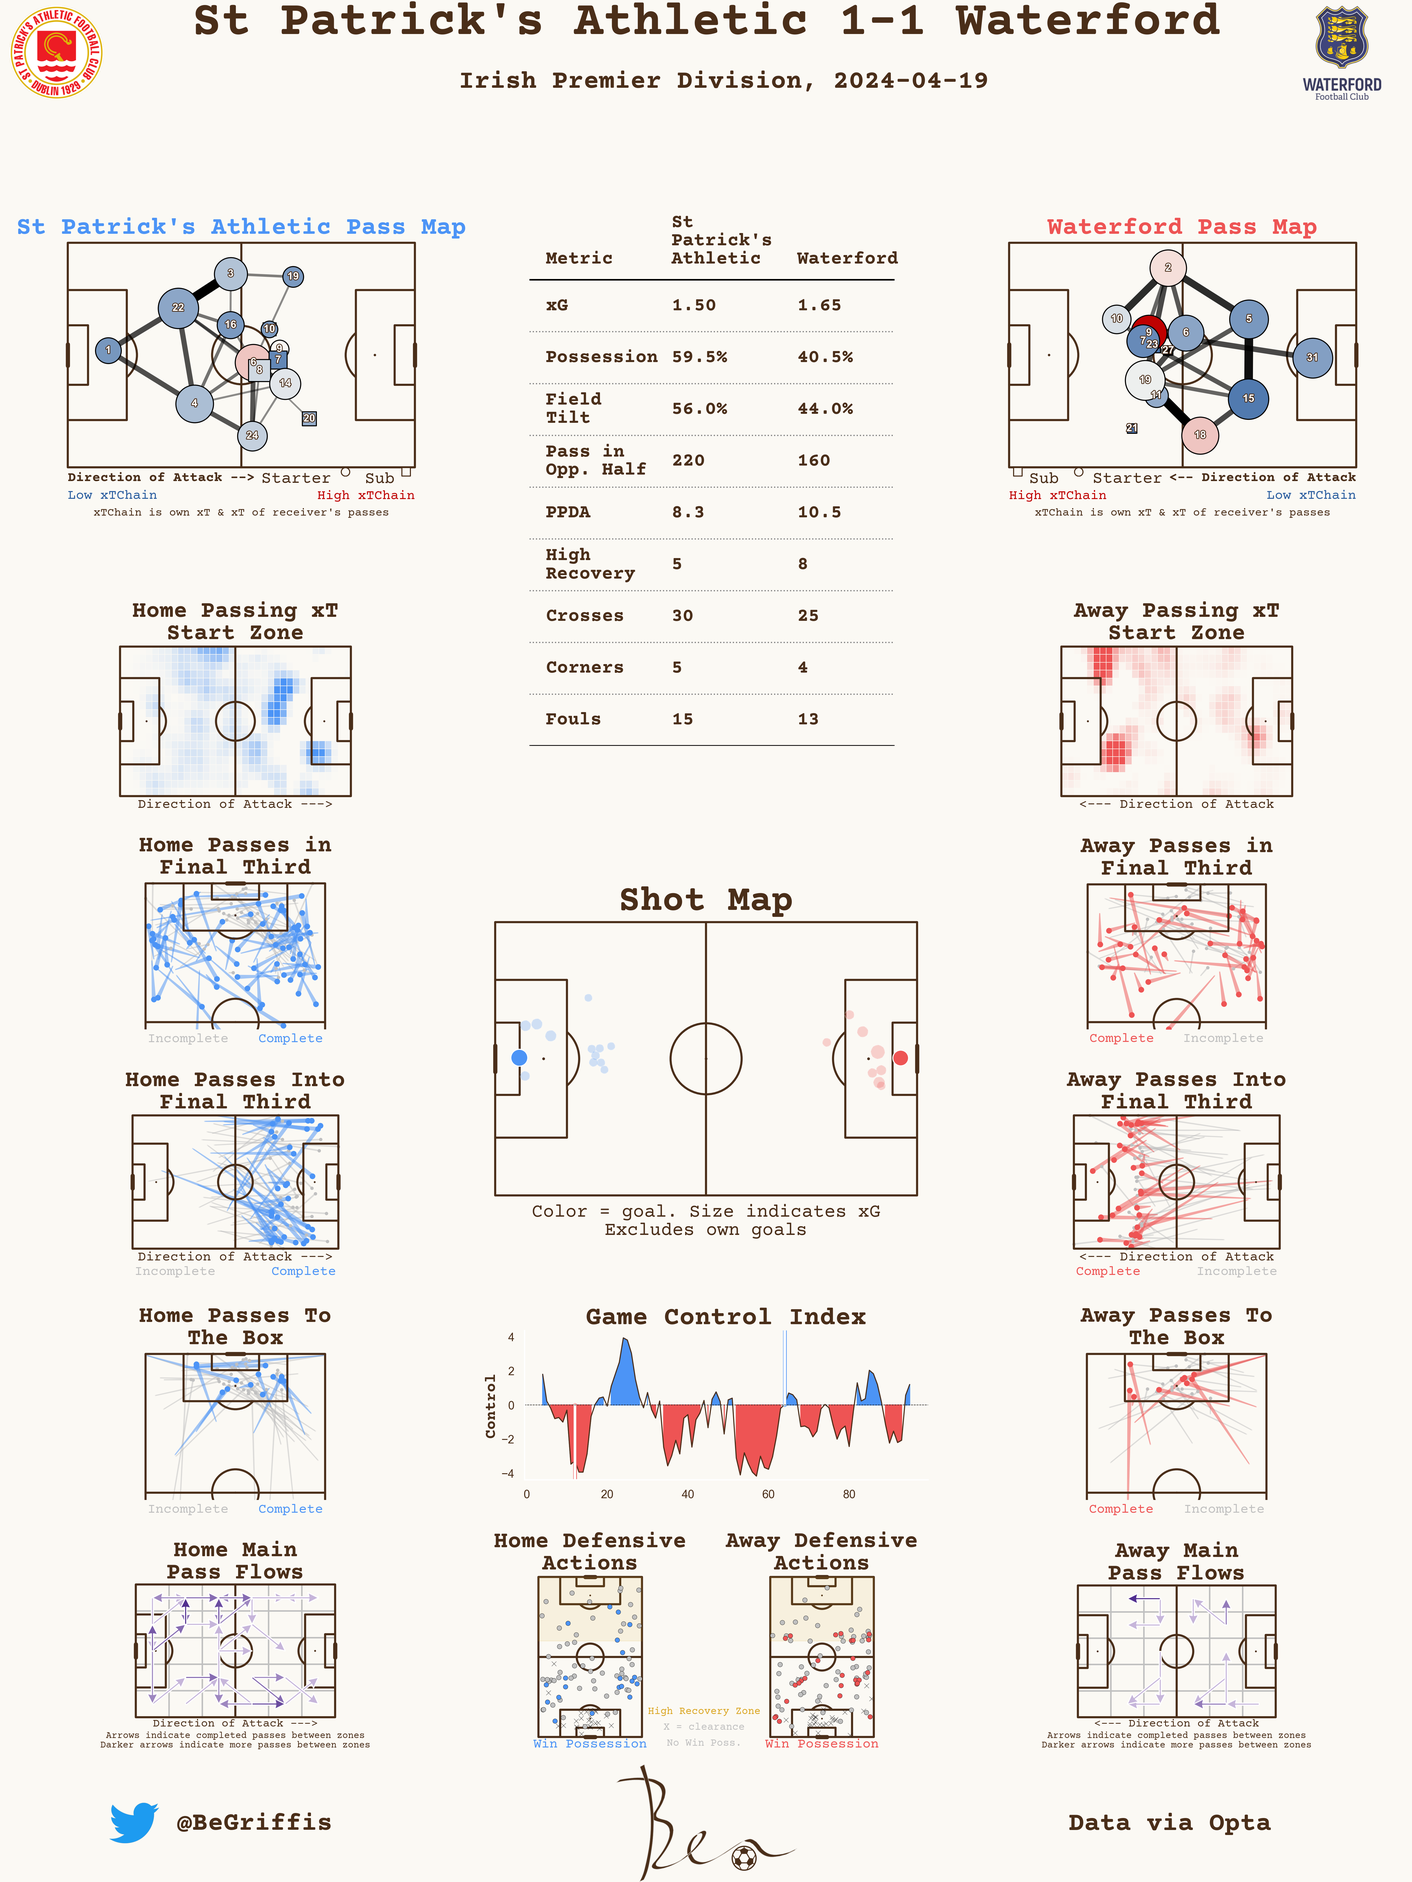 St Patrick's Athletic 1-1 Waterford
Irish Premier Division, 2024-04-19
ST PATRICK'S ATHLETIC FOOTBALL CLUB
DUBLIN 1929
WATERFORD
Football Club
St Patrick's Athletic Pass Map
3
19
22
16
10
1
9
6
7
8
14
4
20
24
Direction of Attack --> Starter Sub
Low xTChain High xTChain
xTChain is own xT & xT of receiver's passes
Metric St Patrick's Athletic Waterford
xG 1.50 1.65
Possession 59.5% 40.5%
Field Tilt 56.0% 44.0%
Pass in Opp. Half 220 160
PPDA 8.3 10.5
High Recovery 5 8
Crosses 30 25
Corners 5 4
Fouls 15 13
Waterford Pass Map
2
10
5
9
6
7
23
27
31
19
11
15
21
18
Sub Starter <-- Direction of Attack
High xTChain Low xTChain
xTChain is own xT & xT of receiver's passes
Home Passing xT
Start Zone
Direction of Attack --->
Away Passing xT
Start Zone
<--- Direction of Attack
Home Passes in
Final Third
Incomplete Complete
Away Passes in
Final Third
Complete Incomplete
Shot Map
Color = goal. Size indicates xG
Excludes own goals
Home Passes Into
Final Third
Direction of Attack --->
Incomplete Complete
Away Passes Into
Final Third
<--- Direction of Attack
Complete Incomplete
Home Passes To
The Box
Incomplete Complete
Game Control Index
Control
4
2
0
−2
−4
0 20 40 60 80
Away Passes To
The Box
Complete Incomplete
Home Main
Pass Flows
Direction of Attack --->
Arrows indicate completed passes between zones
Darker arrows indicate more passes between zones
Home Defensive
Actions
Win Possession
High Recovery Zone
X = clearance
No Win Poss.
Away Defensive
Actions
Win Possession
Away Main
Pass Flows
<--- Direction of Attack
Arrows indicate completed passes between zones
Darker arrows indicate more passes between zones
@BeGriffis
Ben
Data via Opta